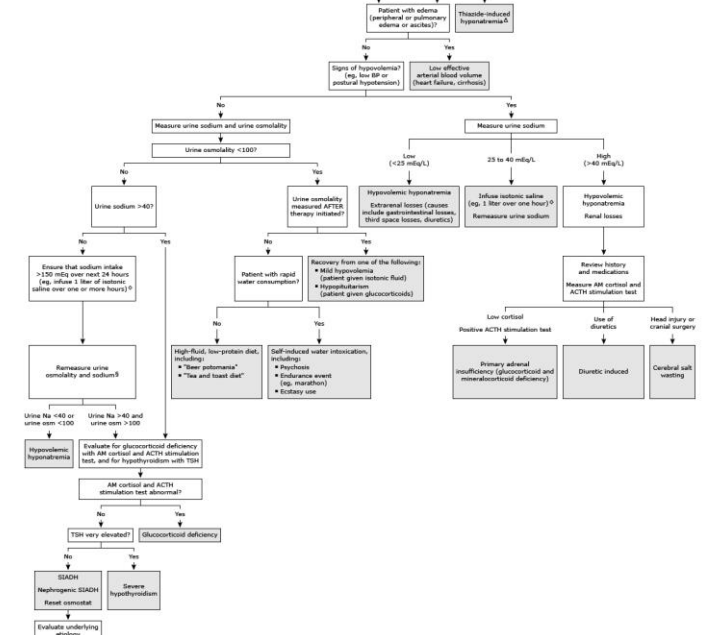 Patient with edema
(peripheral or pulmonary
edema or ascites)?
Thiazide-induced
hyponatremiaΔ
No
Yes
Signs of hypovolemia?
(eg, low BP or
postural hypotension)
Low effective
arterial blood volume
(heart failure, cirrhosis)
No
Yes
Measure urine sodium and urine osmolality
Measure urine sodium
Urine osmolality <100?
Low
(<25 mEq/L)
25 to 40 mEq/L
High
(>40 mEq/L)
No
Yes
Urine sodium >40?
Urine osmolality
measured AFTER
therapy initiated?
Hypovolemic hyponatremia
Extrarenal losses (causes
include gastrointestinal losses,
third space losses, diuretics)
Infuse isotonic saline
(eg, 1 liter over one hour)◊
Remeasure urine sodium
Hypovolemic
hyponatremia
Renal losses
No
Yes
No
Yes
Ensure that sodium intake
>150 mEq over next 24 hours
(eg, infuse 1 liter of isotonic
saline over one or more hours)◊
Patient with rapid
water consumption?
Recovery from one of the following:
▪ Mild hypovolemia
(patient given isotonic fluid)
▪ Hypopituitarism
(patient given glucocorticoids)
Review history
and medications
Measure AM cortisol and
ACTH stimulation test
No
Yes
Low cortisol
Positive ACTH stimulation test
Use of
diuretics
Head injury or
cranial surgery
Remeasure urine
osmolality and sodium§
High-fluid, low-protein diet,
including:
▪ "Beer potomania"
▪ "Tea and toast diet"
Self-induced water intoxication,
including:
▪ Psychosis
▪ Endurance event
(eg, marathon)
▪ Ecstasy use
Primary adrenal
insufficiency (glucocorticoid and
mineralocorticoid deficiency)
Diuretic induced
Cerebral salt
wasting
Urine Na <40 or
urine osm <100
Urine Na >40 and
urine osm >100
Hypovolemic
hyponatremia
Evaluate for glucocorticoid deficiency
with AM cortisol and ACTH stimulation
test, and for hypothyroidism with TSH
AM cortisol and ACTH
stimulation test abnormal?
No
Yes
TSH very elevated?
Glucocorticoid deficiency
No
Yes
SIADH
Nephrogenic SIADH
Reset osmostat
Severe
hypothyroidism
Evaluate underlying
etiology